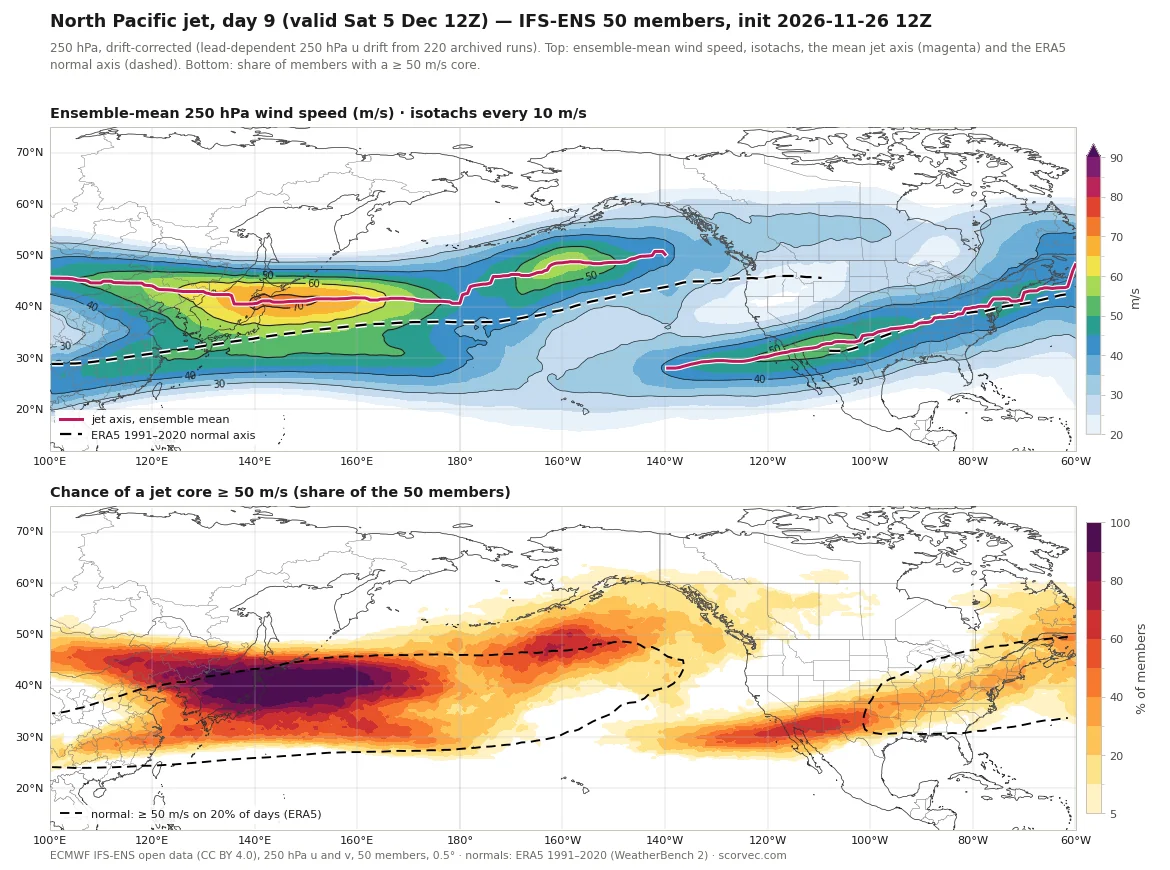 North Pacific jet, day 9 (valid Sat 5 Dec 12Z) — IFS-ENS 50 members, init 2026-11-26 12Z
250 hPa, drift-corrected (lead-dependent 250 hPa u drift from 220 archived runs). Top: ensemble-mean wind speed, isotachs, the mean jet axis (magenta) and the ERA5
normal axis (dashed). Bottom: share of members with a ≥ 50 m/s core.
Ensemble-mean 250 hPa wind speed (m/s) · isotachs every 10 m/s
70°N
60°N
50°N
40°N
30°N
20°N
50
60
70
50
40
30
40
30
50
40
30
jet axis, ensemble mean
ERA5 1991–2020 normal axis
100°E 120°E 140°E 160°E 180° 160°W 140°W 120°W 100°W 80°W 60°W
90
80
70
60
50
40
30
20
m/s
Chance of a jet core ≥ 50 m/s (share of the 50 members)
70°N
60°N
50°N
40°N
30°N
20°N
normal: ≥ 50 m/s on 20% of days (ERA5)
100°E 120°E 140°E 160°E 180° 160°W 140°W 120°W 100°W 80°W 60°W
100
80
60
40
20
5
% of members
ECMWF IFS-ENS open data (CC BY 4.0), 250 hPa u and v, 50 members, 0.5° · normals: ERA5 1991–2020 (WeatherBench 2) · scorvec.com